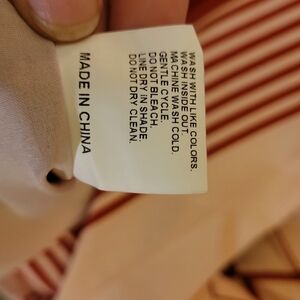 WASH WITH LIKE COLORS.
WASH INSIDE OUT.
MACHINE WASH COLD.
GENTLE CYCLE.
DO NOT BLEACH.
LINE DRY IN SHADE.
DO NOT DRY CLEAN.
MADE IN CHINA